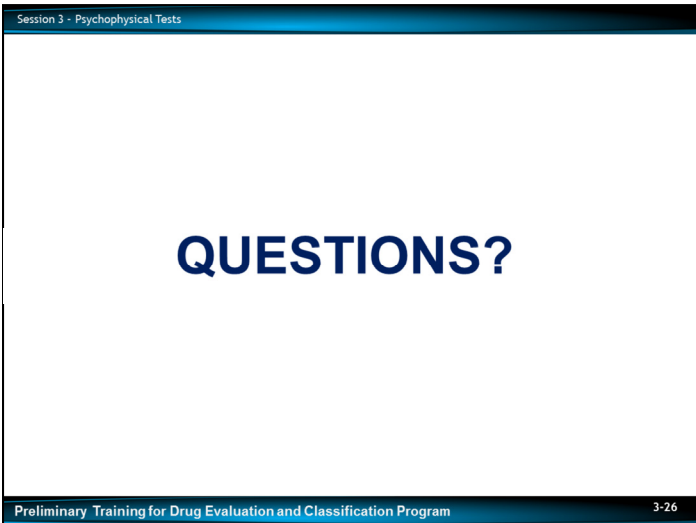 Session 3 - Psychophysical Tests
QUESTIONS?
Preliminary Training for Drug Evaluation and Classification Program
3-26